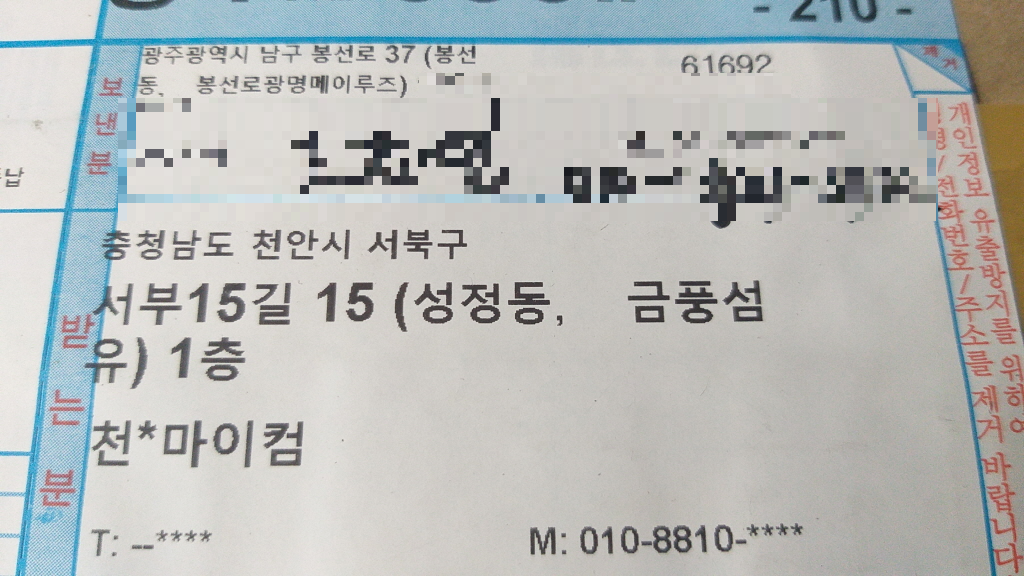 - 210 -
광주광역시 남구 봉선로 37 (봉선
동, 봉선로광명메이루즈)
61692
보낸분
충청남도 천안시 서북구
서부15길 15 (성정동, 금풍섬
유) 1층
천*마이컴
받는분
T: --****
M: 010-8810-****
제거
개인정보 유출방지를 위하여
명/전화번호/주소를 제거 바랍니다
납